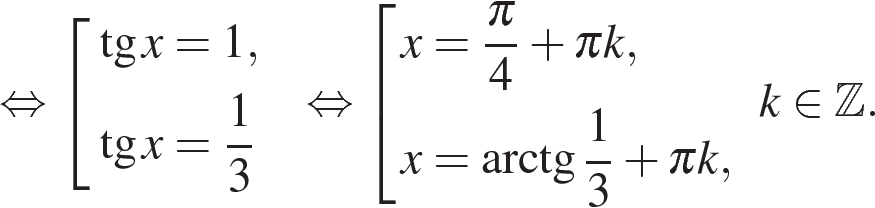 ⇔ [ tg x = 1, tg x = 1/3 ⇔ [ x = π/4 + πk, x = arctg 1/3 + πk, k ∈ ℤ.